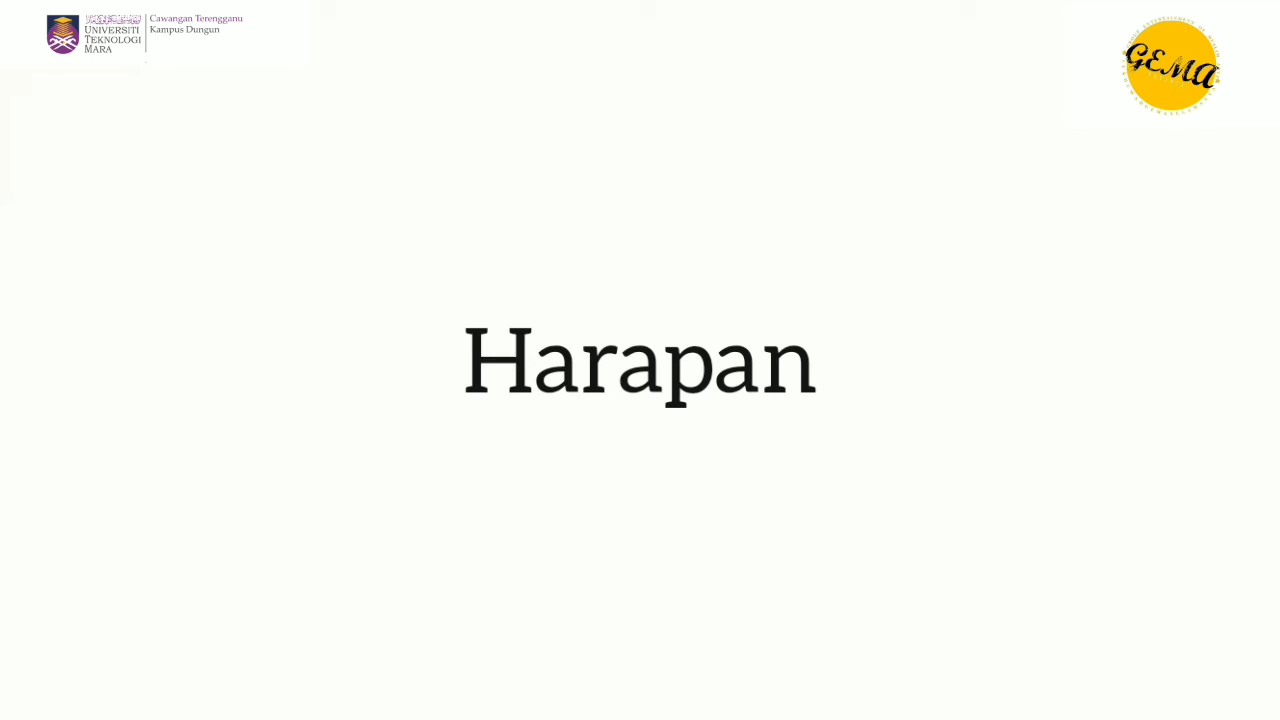 UNIVERSITI
TEKNOLOGI
MARA
Cawangan Terengganu
Kampus Dungun
GEMA
Harapan